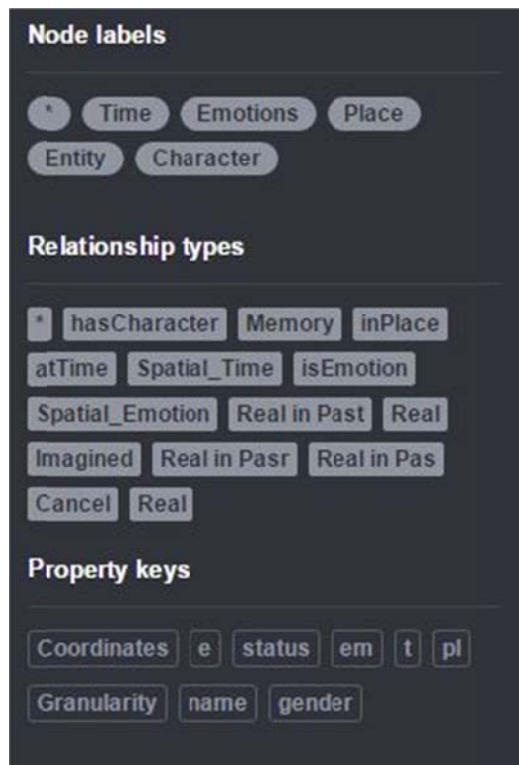 Node labels
* Time Emotions Place
Entity Character
Relationship types
* hasCharacter Memory inPlace
atTime Spatial_Time isEmotion
Spatial_Emotion Real in Past Real
Imagined Real in Pasr Real in Pas
Cancel Real
Property keys
Coordinates e status em t pl
Granularity name gender